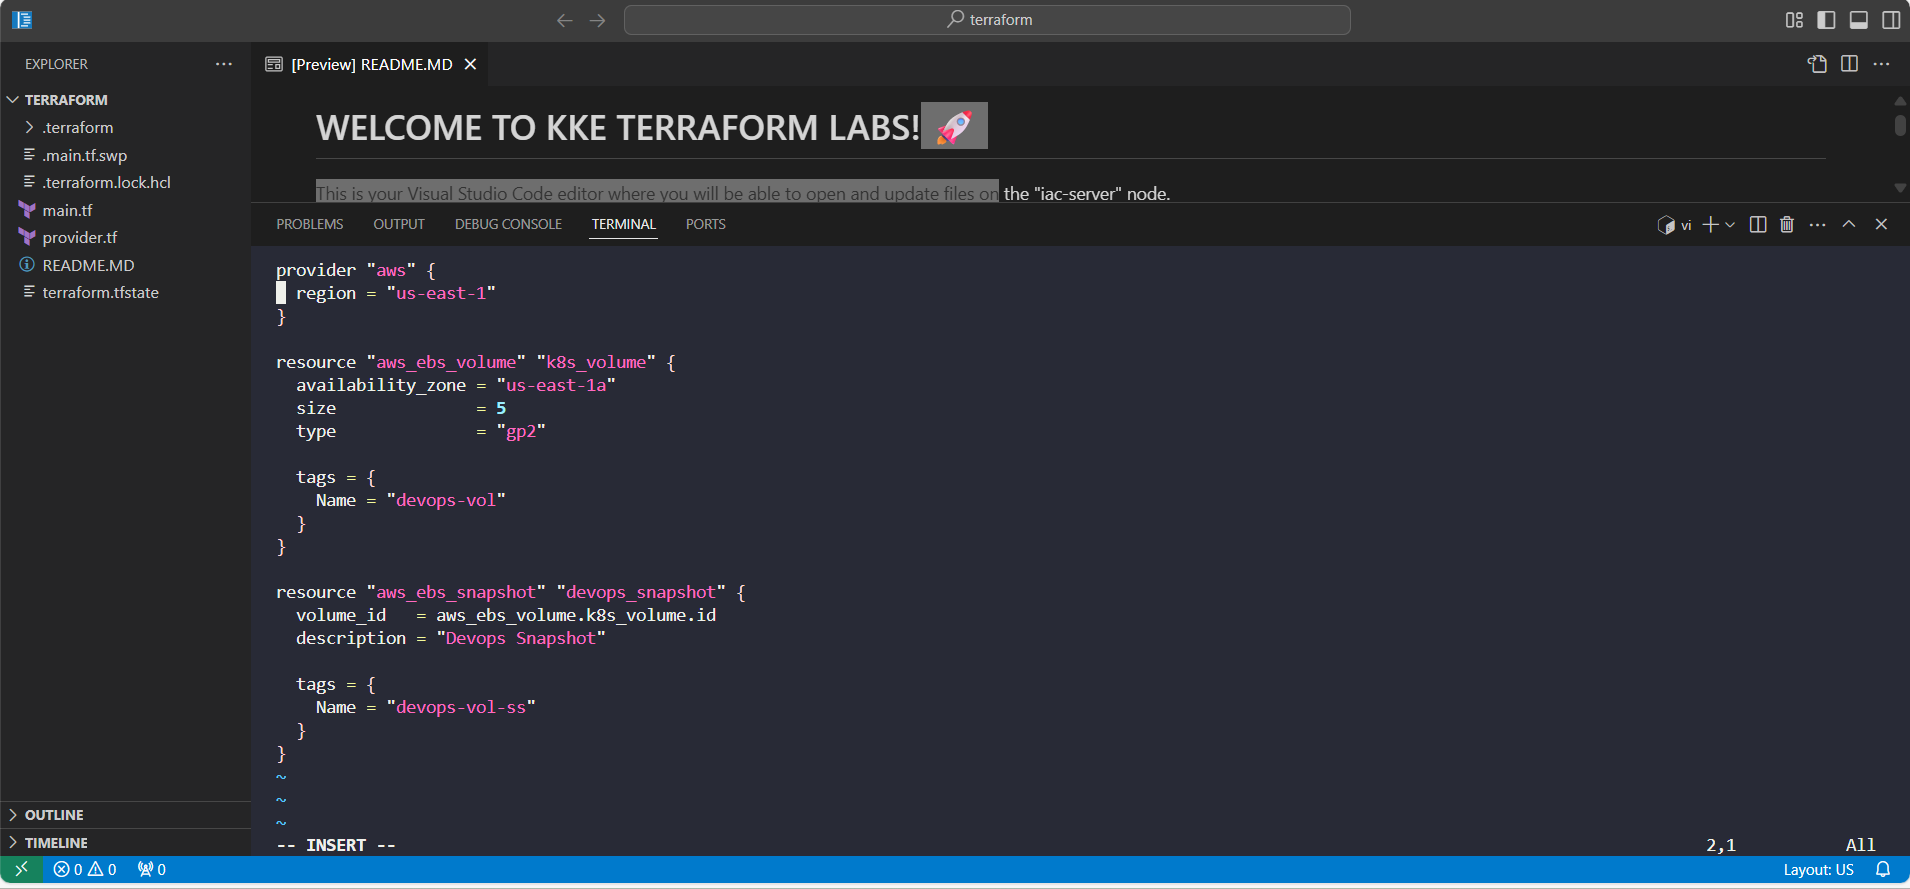 terraform
EXPLORER
[Preview] README.MD
TERRAFORM
.terraform
.main.tf.swp
.terraform.lock.hcl
main.tf
provider.tf
README.MD
terraform.tfstate
WELCOME TO KKE TERRAFORM LABS!🚀
This is your Visual Studio Code editor where you will be able to open and update files on the "iac-server" node.
PROBLEMS OUTPUT DEBUG CONSOLE TERMINAL PORTS
vi
provider "aws" {
  region = "us-east-1"
}
resource "aws_ebs_volume" "k8s_volume" {
  availability_zone = "us-east-1a"
  size              = 5
  type              = "gp2"
  tags = {
    Name = "devops-vol"
  }
}
resource "aws_ebs_snapshot" "devops_snapshot" {
  volume_id   = aws_ebs_volume.k8s_volume.id
  description = "Devops Snapshot"
  tags = {
    Name = "devops-vol-ss"
  }
}
~
~
~
-- INSERT -- 2,1 All
OUTLINE
TIMELINE
0 0 0 Layout: US